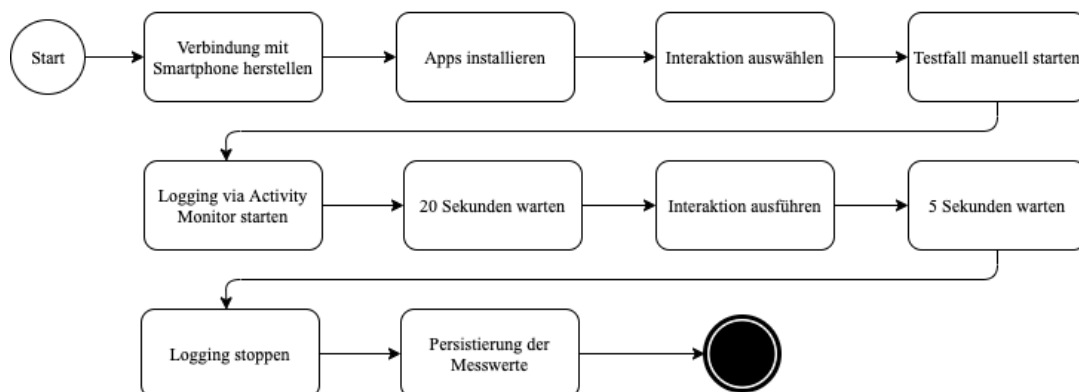 Start
Verbindung mit
Smartphone herstellen
Apps installieren
Interaktion auswählen
Testfall manuell starten
Logging via Activity
Monitor starten
20 Sekunden warten
Interaktion ausführen
5 Sekunden warten
Logging stoppen
Persistierung der
Messwerte